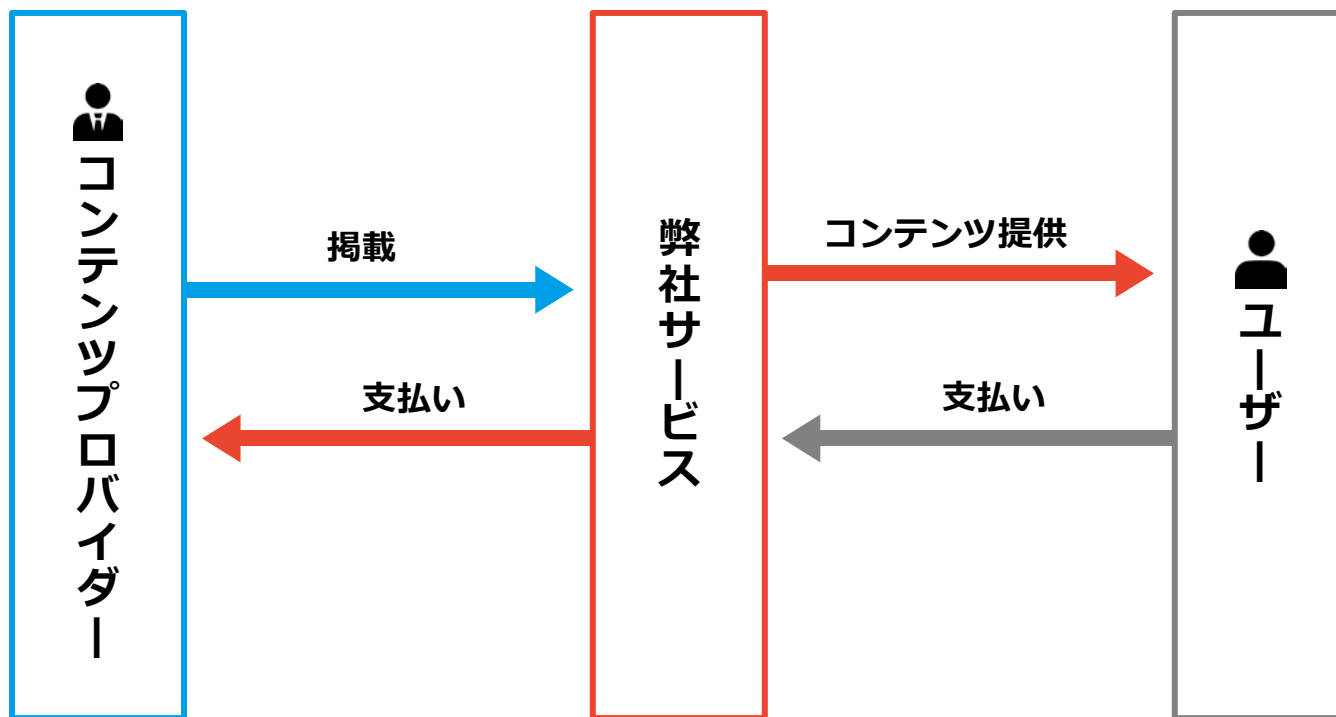 コンテンツプロバイダー
掲載
支払い
弊社サービス
コンテンツ提供
支払い
ユーザー